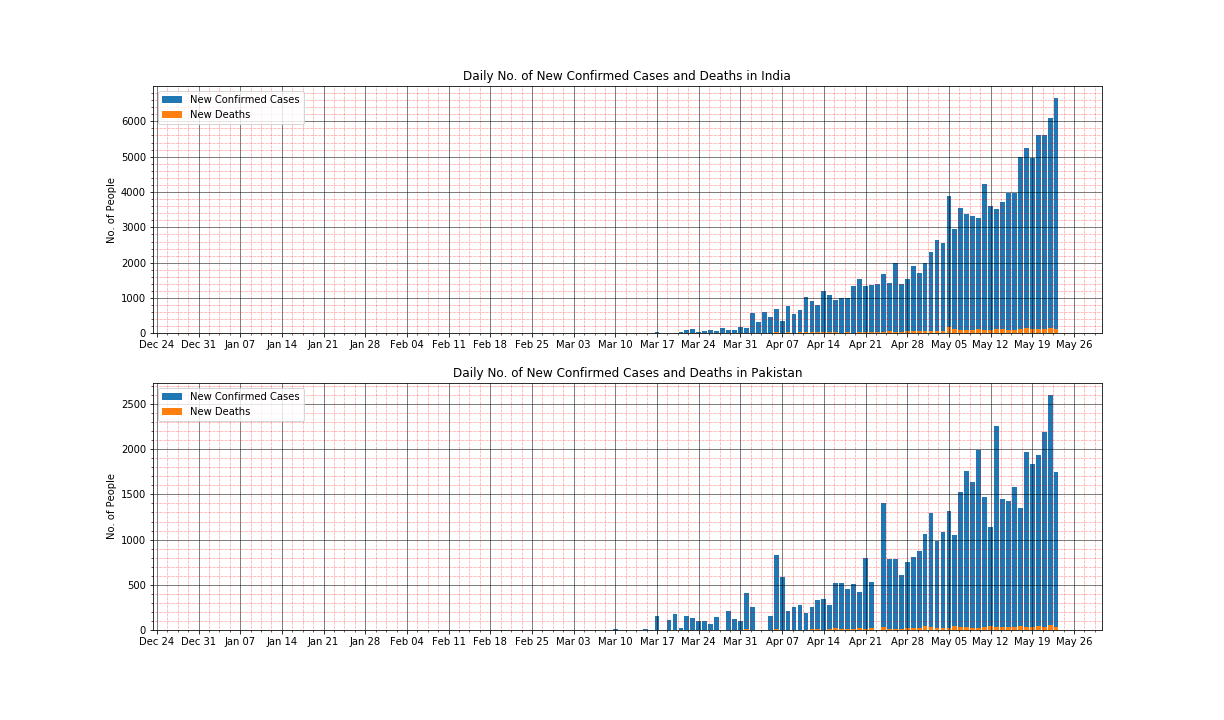 Daily No. of New Confirmed Cases and Deaths in India
New Confirmed Cases
New Deaths
No. of People
6000
5000
4000
3000
2000
1000
0
Dec 24 Dec 31 Jan 07 Jan 14 Jan 21 Jan 28 Feb 04 Feb 11 Feb 18 Feb 25 Mar 03 Mar 10 Mar 17 Mar 24 Mar 31 Apr 07 Apr 14 Apr 21 Apr 28 May 05 May 12 May 19 May 26
Daily No. of New Confirmed Cases and Deaths in Pakistan
New Confirmed Cases
New Deaths
No. of People
2500
2000
1500
1000
500
0
Dec 24 Dec 31 Jan 07 Jan 14 Jan 21 Jan 28 Feb 04 Feb 11 Feb 18 Feb 25 Mar 03 Mar 10 Mar 17 Mar 24 Mar 31 Apr 07 Apr 14 Apr 21 Apr 28 May 05 May 12 May 19 May 26